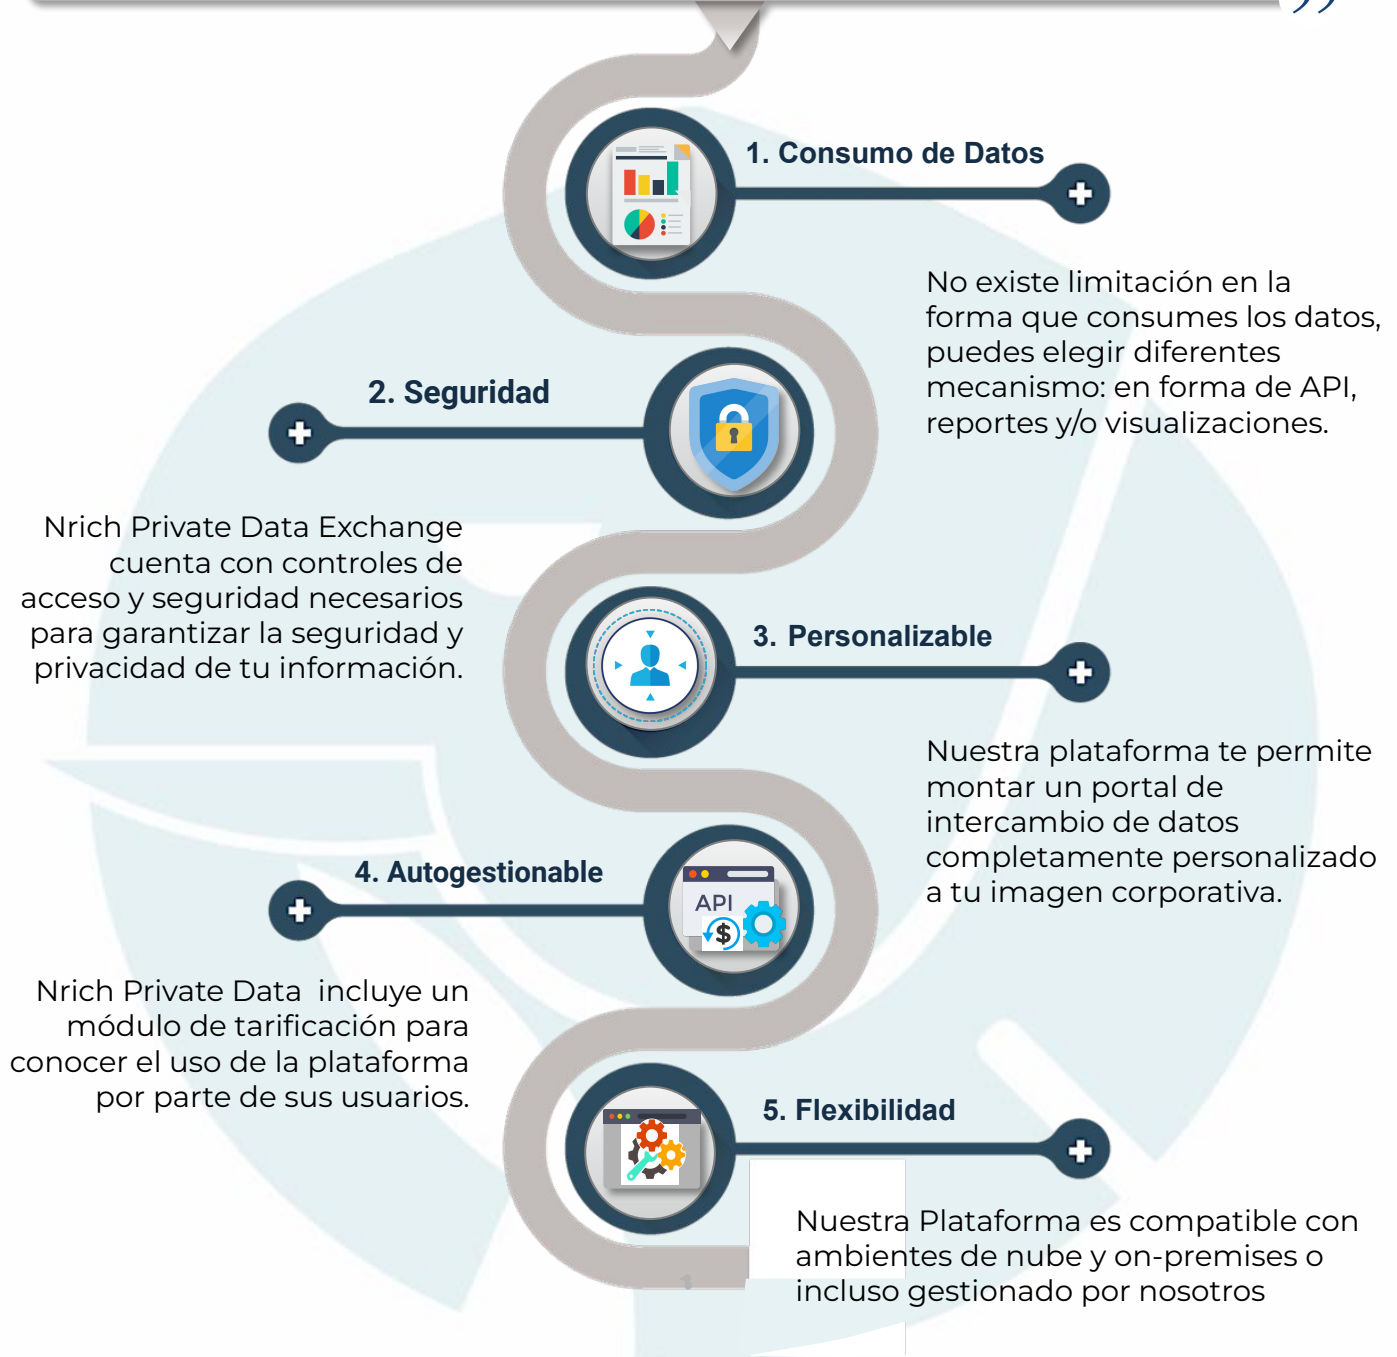 ”
1. Consumo de Datos
No existe limitación en la
forma que consumes los datos,
puedes elegir diferentes
mecanismo: en forma de API,
reportes y/o visualizaciones.
2. Seguridad
Nrich Private Data Exchange
cuenta con controles de
acceso y seguridad necesarios
para garantizar la seguridad y
privacidad de tu información.
3. Personalizable
Nuestra plataforma te permite
montar un portal de
intercambio de datos
completamente personalizado
a tu imagen corporativa.
4. Autogestionable
API
$
Nrich Private Data  incluye un
módulo de tarificación para
conocer el uso de la plataforma
por parte de sus usuarios.
5. Flexibilidad
Nuestra Plataforma es compatible con
ambientes de nube y on-premises o
incluso gestionado por nosotros
1